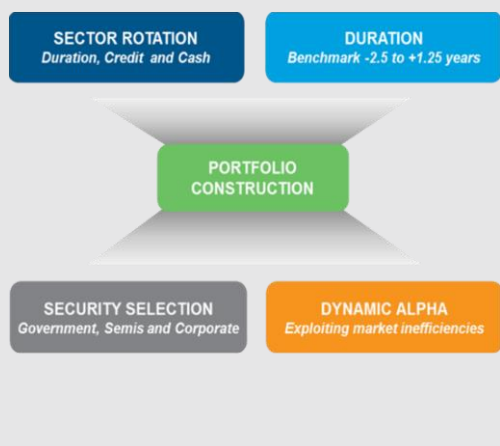 SECTOR ROTATION
Duration, Credit and Cash
DURATION
Benchmark -2.5 to +1.25 years
PORTFOLIO
CONSTRUCTION
SECURITY SELECTION
Government, Semis and Corporate
DYNAMIC ALPHA
Exploiting market inefficiencies